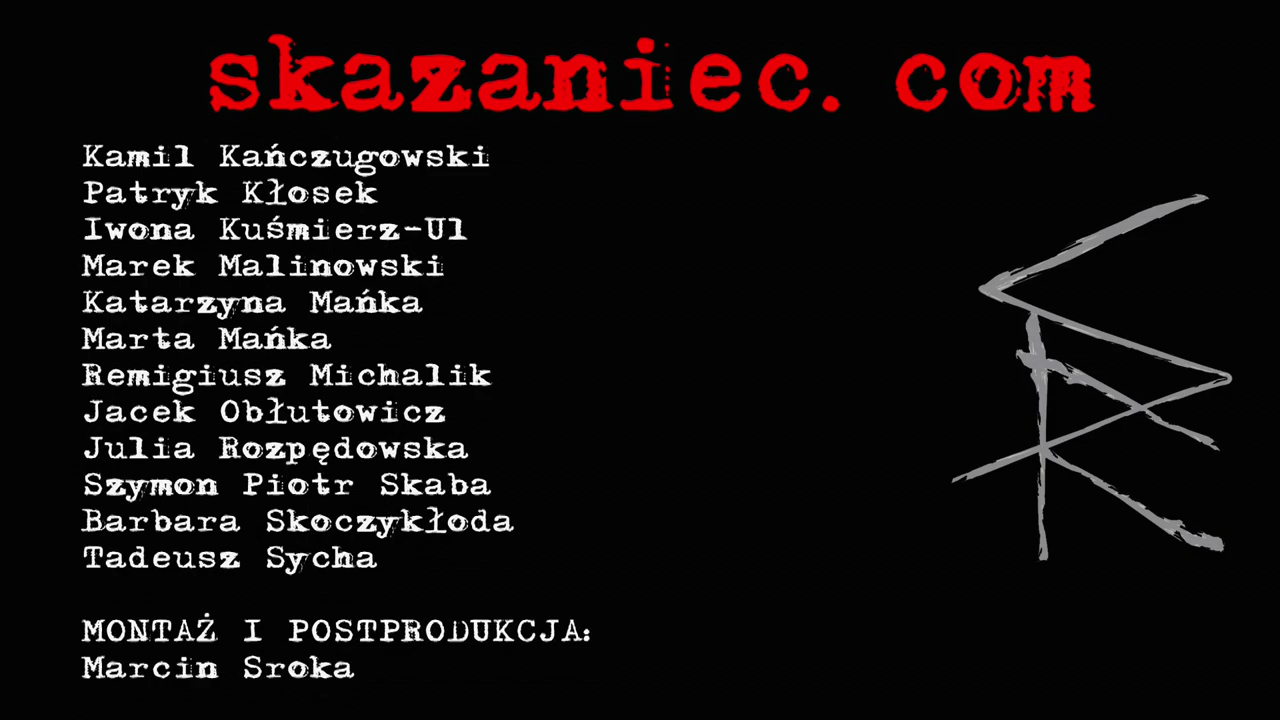 skazaniec. com
Kamil Kańczugowski
Patryk Kłosek
Iwona Kuśmierz-Ul
Marek Malinowski
Katarzyna Mańka
Marta Mańka
Remigiusz Michalik
Jacek Obłutowicz
Julia Rozpędowska
Szymon Piotr Skaba
Barbara Skoczykłoda
Tadeusz Sycha
MONTAŻ I POSTPRODUKCJA:
Marcin Sroka